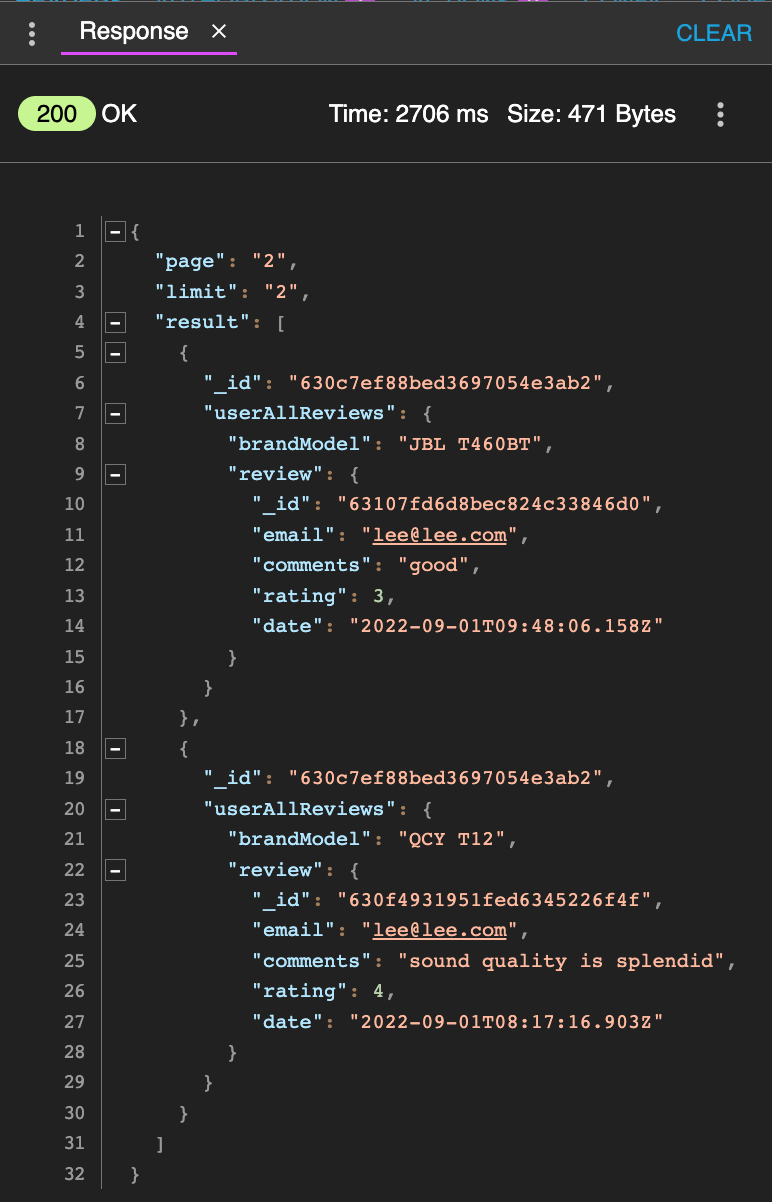 Response ×
CLEAR
200 OK
Time: 2706 ms Size: 471 Bytes
1 {
2 "page": "2",
3 "limit": "2",
4 "result": [
5 {
6 "_id": "630c7ef88bed3697054e3ab2",
7 "userAllReviews": {
8 "brandModel": "JBL T460BT",
9 "review": {
10 "_id": "63107fd6d8bec824c33846d0",
11 "email": "lee@lee.com",
12 "comments": "good",
13 "rating": 3,
14 "date": "2022-09-01T09:48:06.158Z"
15 }
16 }
17 },
18 {
19 "_id": "630c7ef88bed3697054e3ab2",
20 "userAllReviews": {
21 "brandModel": "QCY T12",
22 "review": {
23 "_id": "630f4931951fed6345226f4f",
24 "email": "lee@lee.com",
25 "comments": "sound quality is splendid",
26 "rating": 4,
27 "date": "2022-09-01T08:17:16.903Z"
28 }
29 }
30 }
31 ]
32 }